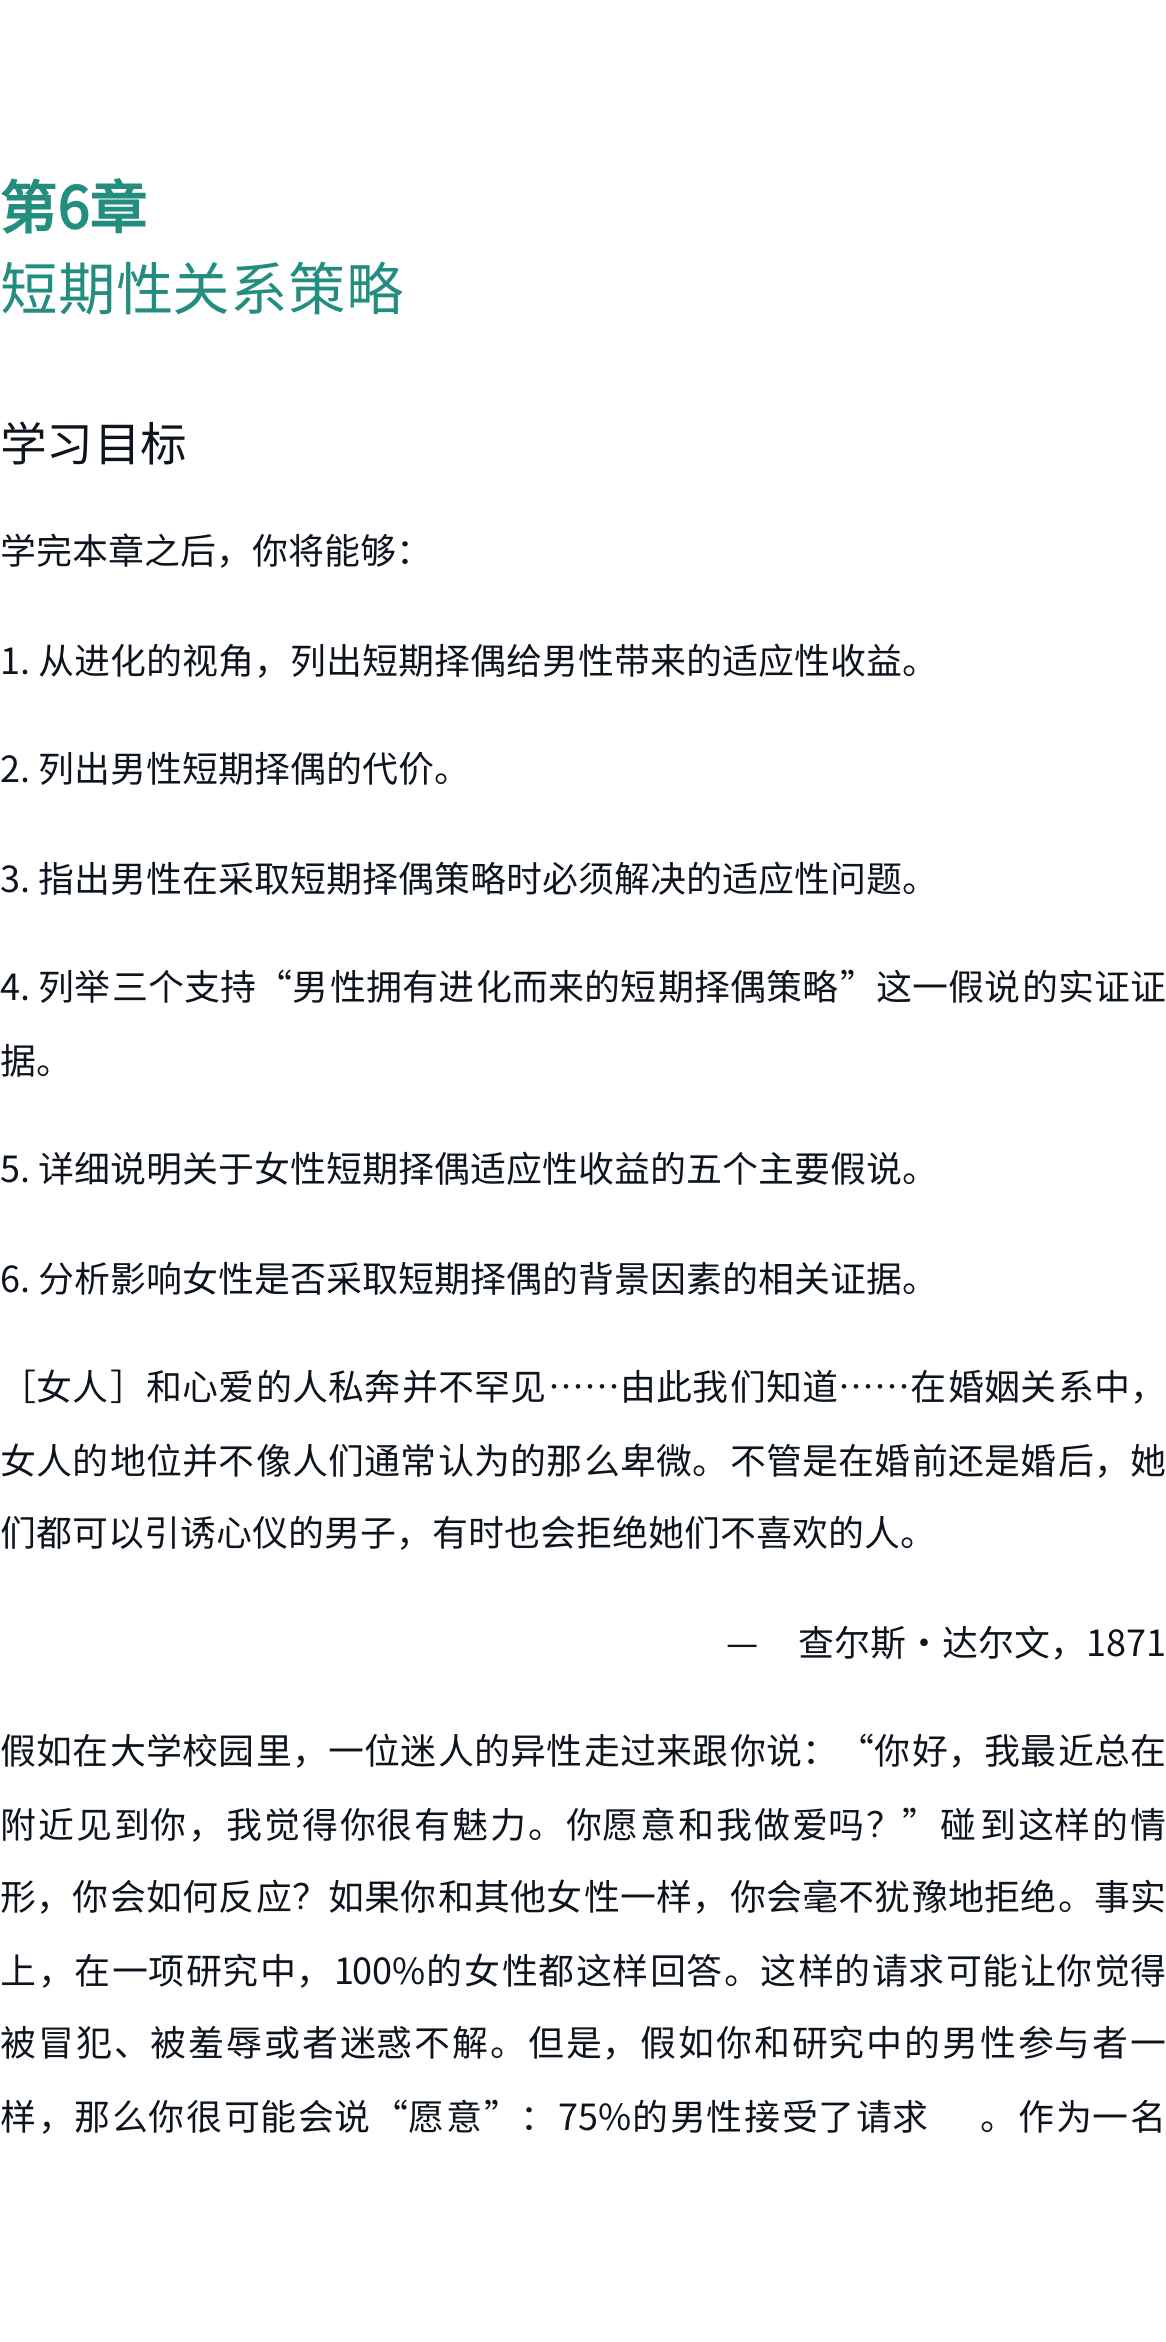 第6章
短期性关系策略
学习目标
学完本章之后，你将能够：
1. 从进化的视角，列出短期择偶给男性带来的适应性收益。
2. 列出男性短期择偶的代价。
3. 指出男性在采取短期择偶策略时必须解决的适应性问题。
4. 列举三个支持“男性拥有进化而来的短期择偶策略”这一假说的实证证
据。
5. 详细说明关于女性短期择偶适应性收益的五个主要假说。
6. 分析影响女性是否采取短期择偶的背景因素的相关证据。
［女人］和心爱的人私奔并不罕见……由此我们知道……在婚姻关系中，
女人的地位并不像人们通常认为的那么卑微。不管是在婚前还是婚后，她
们都可以引诱心仪的男子，有时也会拒绝她们不喜欢的人。
— 查尔斯·达尔文，1871
假如在大学校园里，一位迷人的异性走过来跟你说：“你好，我最近总在
附近见到你，我觉得你很有魅力。你愿意和我做爱吗？”碰到这样的情
形，你会如何反应？如果你和其他女性一样，你会毫不犹豫地拒绝。事实
上，在一项研究中，100%的女性都这样回答。这样的请求可能让你觉得
被冒犯、被羞辱或者迷惑不解。但是，假如你和研究中的男性参与者一
样，那么你很可能会说“愿意”：75%的男性接受了请求 。作为一名